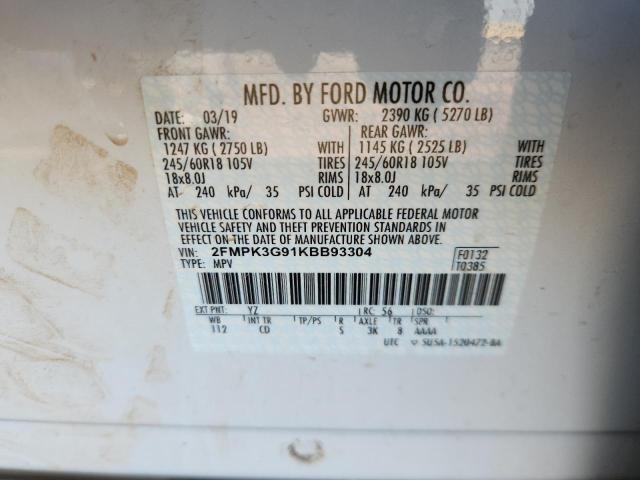 MFD. BY FORD MOTOR CO.
DATE: 03/19 GVWR: 2390 KG ( 5270 LB)
FRONT GAWR: REAR GAWR:
1247 KG ( 2750 LB) WITH 1145 KG ( 2525 LB) WITH
245/60R18 105V TIRES 245/60R18 105V TIRES
18x8.0J RIMS 18x8.0J RIMS
AT 240 kPa/ 35 PSI COLD AT 240 kPa/ 35 PSI COLD
THIS VEHICLE CONFORMS TO ALL APPLICABLE FEDERAL MOTOR
VEHICLE SAFETY AND THEFT PREVENTION STANDARDS IN
EFFECT ON THE DATE OF MANUFACTURE SHOWN ABOVE.
VIN: 2FMPK3G91KBB93304 F0132
TYPE: MPV T0385
EXT PNT: YZ RC: 56 DSO:
WB INT TR TP/PS R AXLE TR SPR
112 CD 5 3K 8 AAAA
UTC ▽ SU5A-1520472-BA